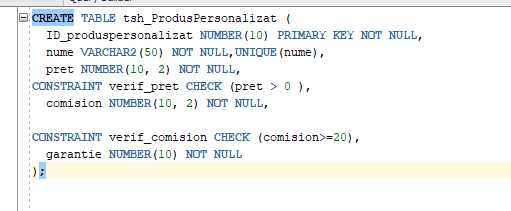 CREATE TABLE tsh_ProdusPersonalizat (
ID_produspersonalizat NUMBER(10) PRIMARY KEY NOT NULL,
nume VARCHAR2(50) NOT NULL,UNIQUE(nume),
pret NUMBER(10, 2) NOT NULL,
CONSTRAINT verif_pret CHECK (pret > 0 ),
comision NUMBER(10, 2) NOT NULL,
CONSTRAINT verif_comision CHECK (comision>=20),
garantie NUMBER(10) NOT NULL
);